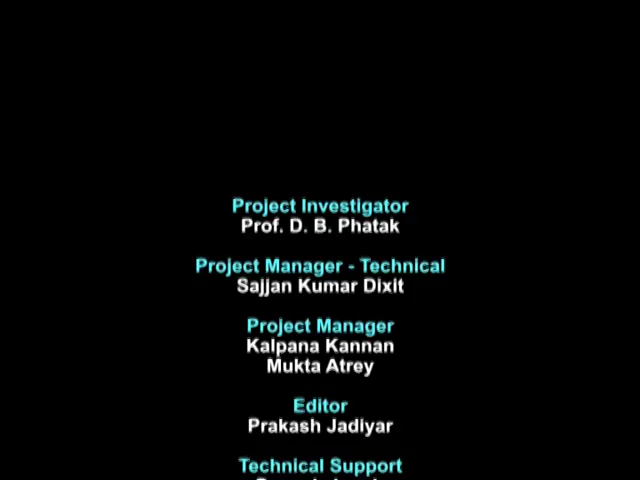 Project Investigator
Prof. D. B. Phatak
Project Manager - Technical
Sajjan Kumar Dixit
Project Manager
Kalpana Kannan
Mukta Atrey
Editor
Prakash Jadiyar
Technical Support